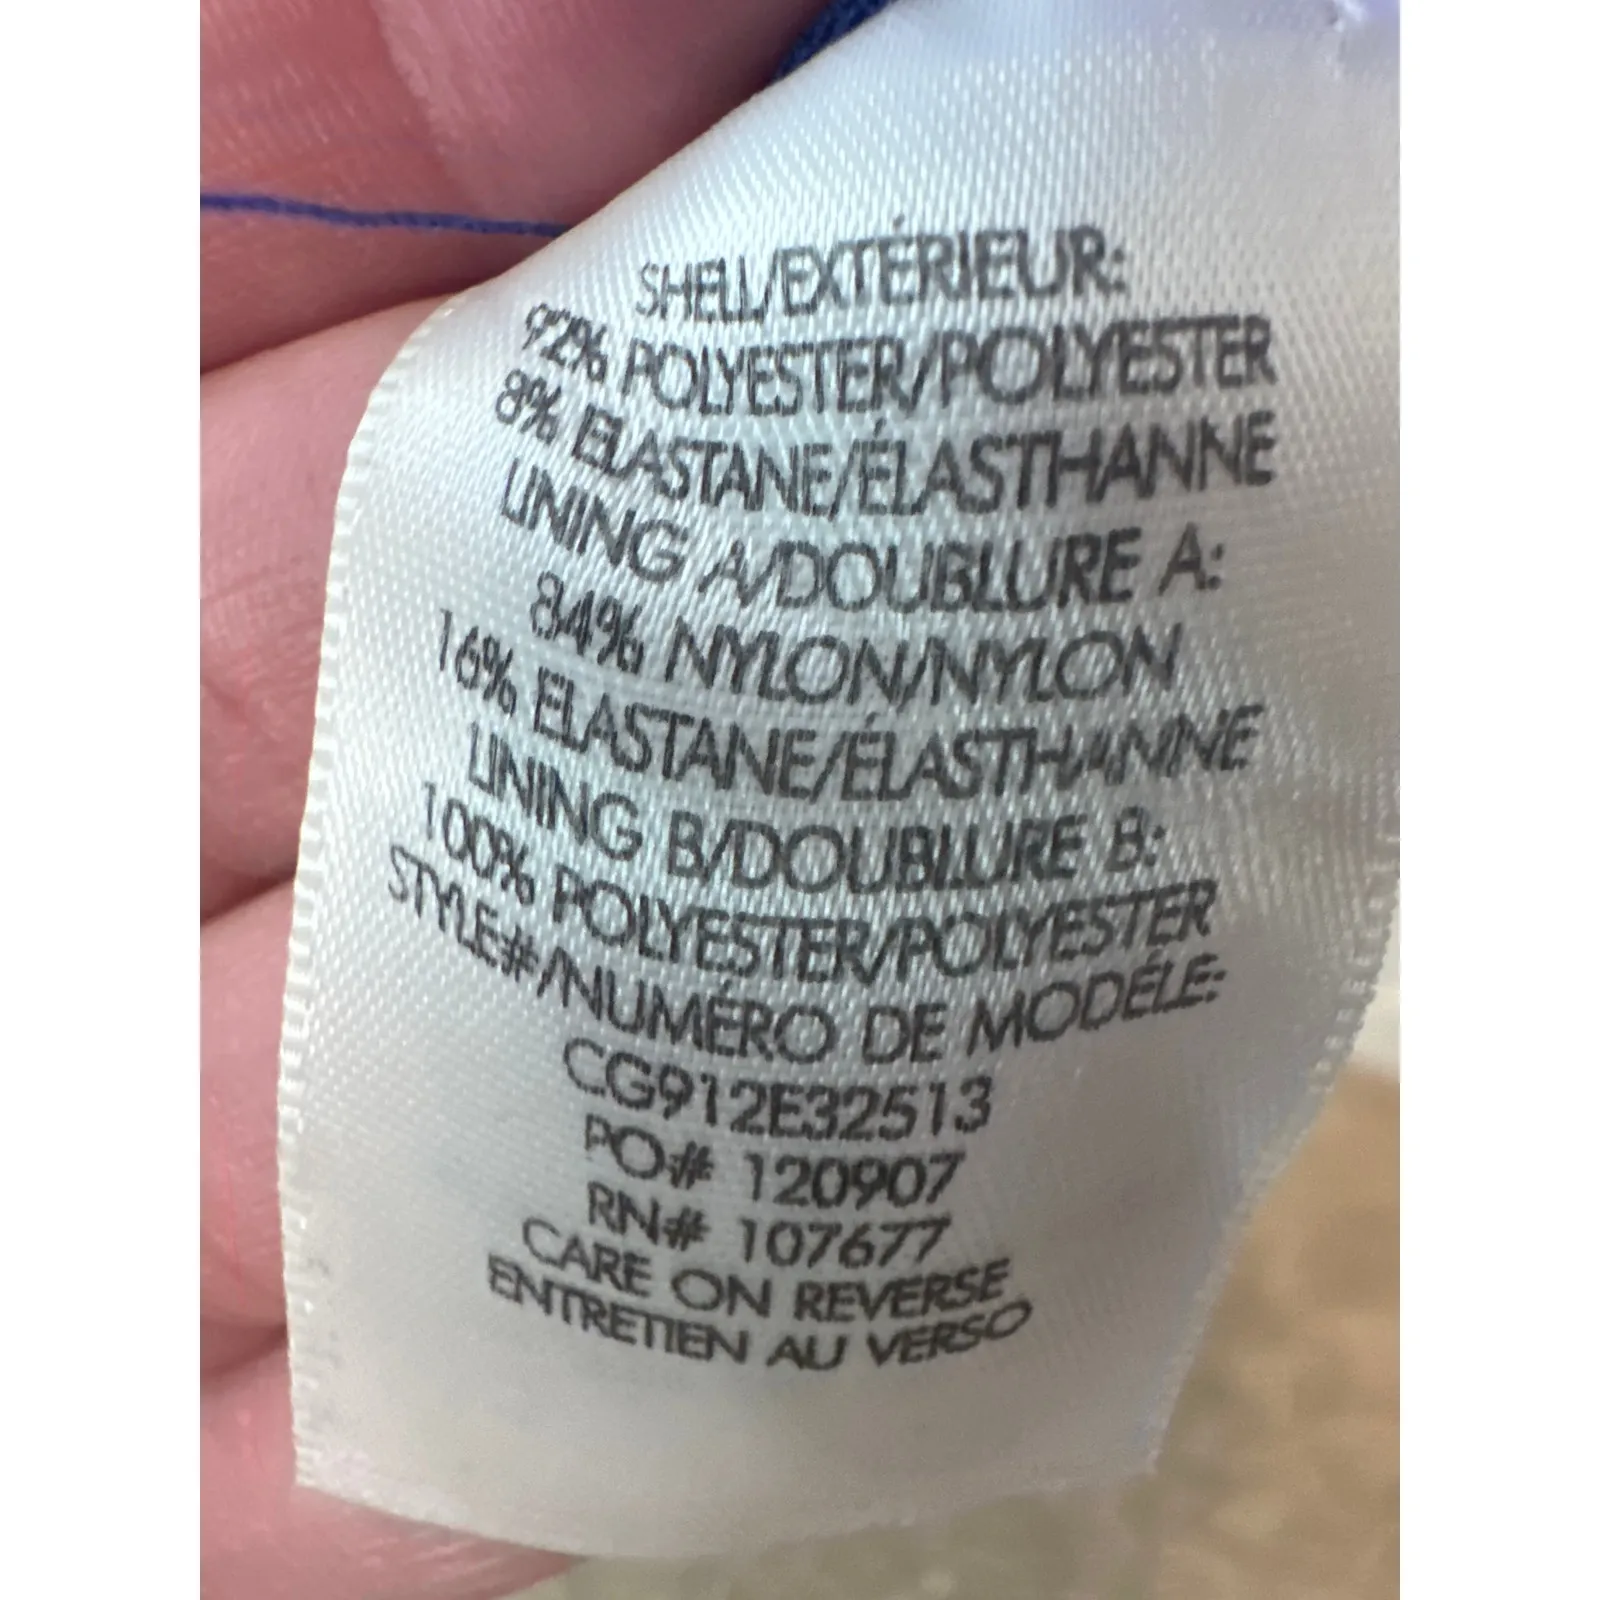 SHELL/EXTÉRIEUR:
92% POLYESTER/POLYESTER
8% ELASTANE/ÉLASTHANNE
LINING A/DOUBLURE A:
84% NYLON/NYLON
16% ELASTANE/ÉLASTHANNE
LINING B/DOUBLURE B:
100% POLYESTER/POLYESTER
STYLE#/NUMÉRO DE MODÉLE:
CG912E32513
PO# 120907
RN# 107677
CARE ON REVERSE
ENTRETIEN AU VERSO